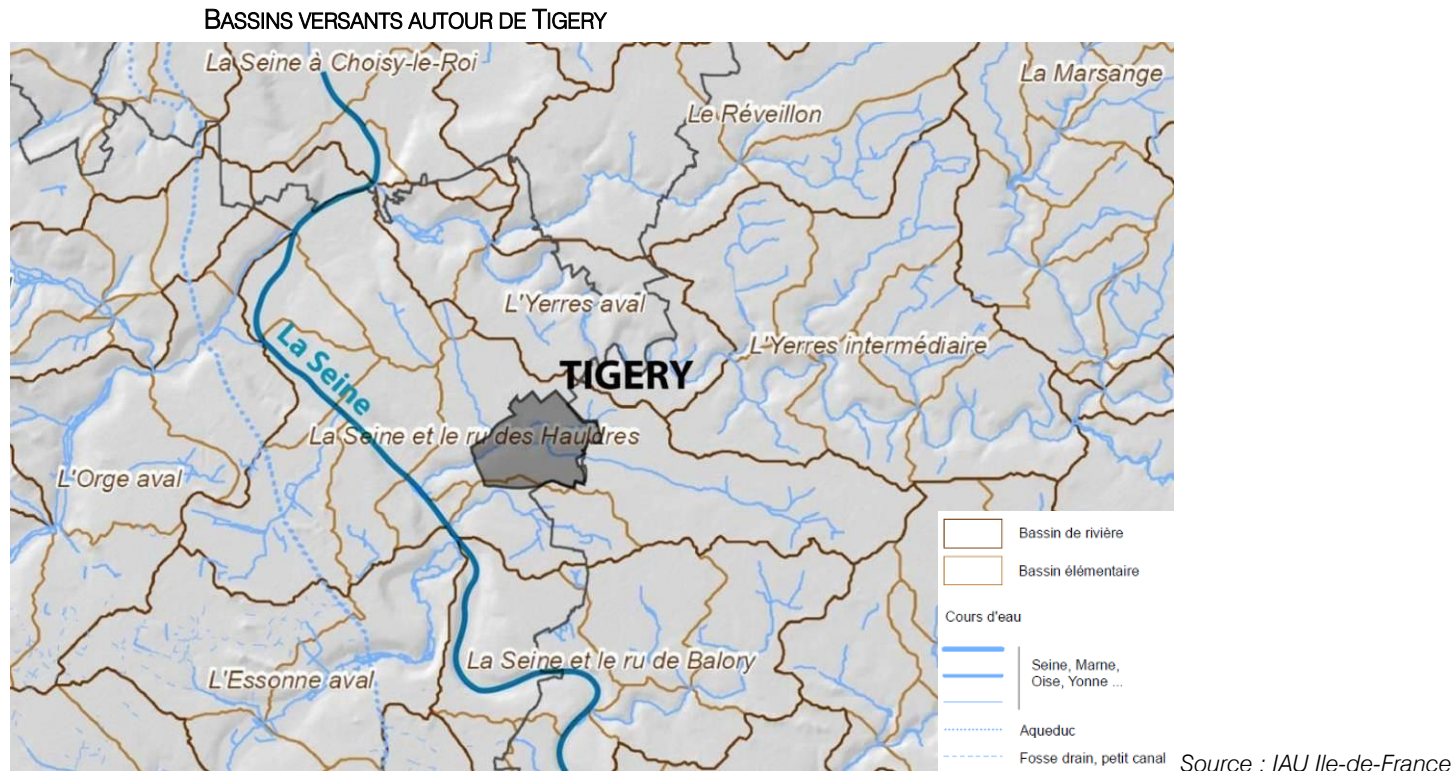 BASSINS VERSANTS AUTOUR DE TIGERY
La Seine à Choisy-le-Roi
La Marsange
Le Réveillon
L'Yerres aval
L'Yerres intermédiaire
La Seine
TIGERY
La Seine et le ru des Hauldres
L'Orge aval
La Seine et le ru de Balory
L'Essonne aval
Bassin de rivière
Bassin élémentaire
Cours d'eau
Seine, Marne,
Oise, Yonne ...
Aqueduc
Fosse drain, petit canal
Source : IAU Ile-de-France